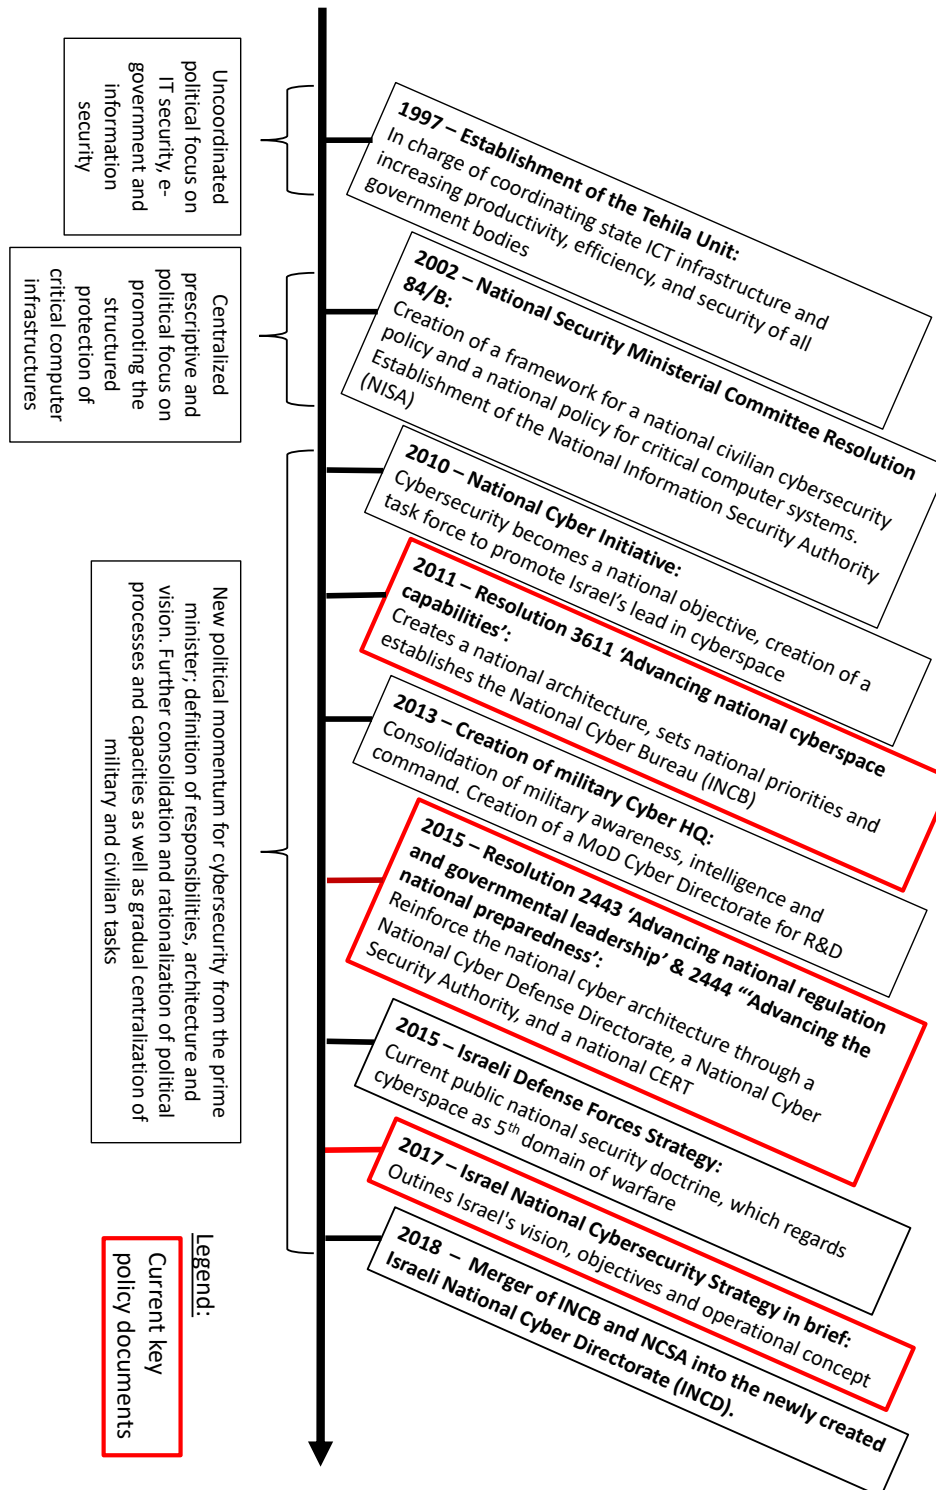 1997 – Establishment of the Tehila Unit:
In charge of coordinating state ICT infrastructure and
increasing productivity, efficiency, and security of all
government bodies
2002 – National Security Ministerial Committee Resolution
84/B:
Creation of a framework for a national civilian cybersecurity
policy and a national policy for critical computer systems.
Establishment of the National Information Security Authority
(NISA)
2010 – National Cyber Initiative:
Cybersecurity becomes a national objective, creation of a
task force to promote Israel's lead in cyberspace
2011 – Resolution 3611 'Advancing national cyberspace
capabilities':
Creates a national architecture, sets national priorities and
establishes the National Cyber Bureau (INCB)
2013 – Creation of military Cyber HQ:
Consolidation of military awareness, intelligence and
command. Creation of a MoD Cyber Directorate for R&D
2015 – Resolution 2443 'Advancing national regulation
and governmental leadership' & 2444 "'Advancing the
national preparedness':
Reinforce the national cyber architecture through a
National Cyber Defense Directorate, a National Cyber
Security Authority, and a national CERT
2015 – Israeli Defense Forces Strategy:
Current public national security doctrine, which regards
cyberspace as 5th domain of warfare
2017 – Israel National Cybersecurity Strategy in brief:
Outines Israel's vision, objectives and operational concept
2018 – Merger of INCB and NCSA into the newly created
Israeli National Cyber Directorate (INCD).
Uncoordinated
political focus on
IT security, e-
government and
information
security
Centralized
prescriptive and
political focus on
promoting the
structured
protection of
critical computer
infrastructures
New political momentum for cybersecurity from the prime
minister; definition of responsibilities, architecture and
vision. Further consolidation and rationalization of political
processes and capacities as well as gradual centralization of
military and civilian tasks
Legend:
Current key
policy documents